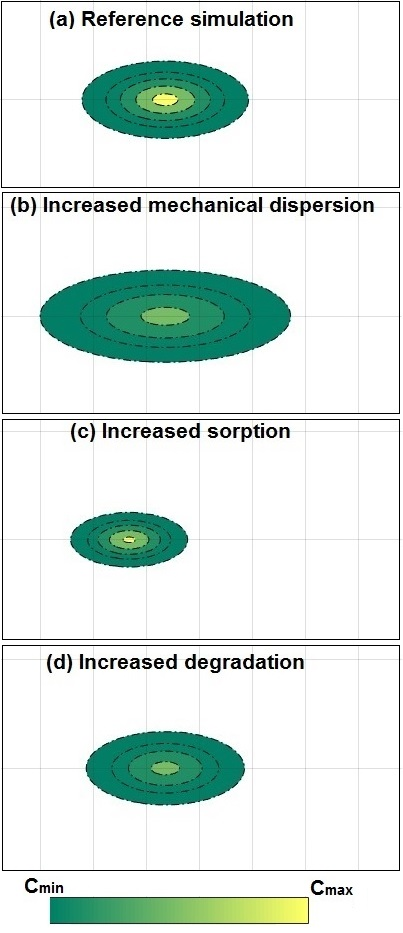 (a) Reference simulation
(b) Increased mechanical dispersion
(c) Increased sorption
(d) Increased degradation
Cmin
Cmax